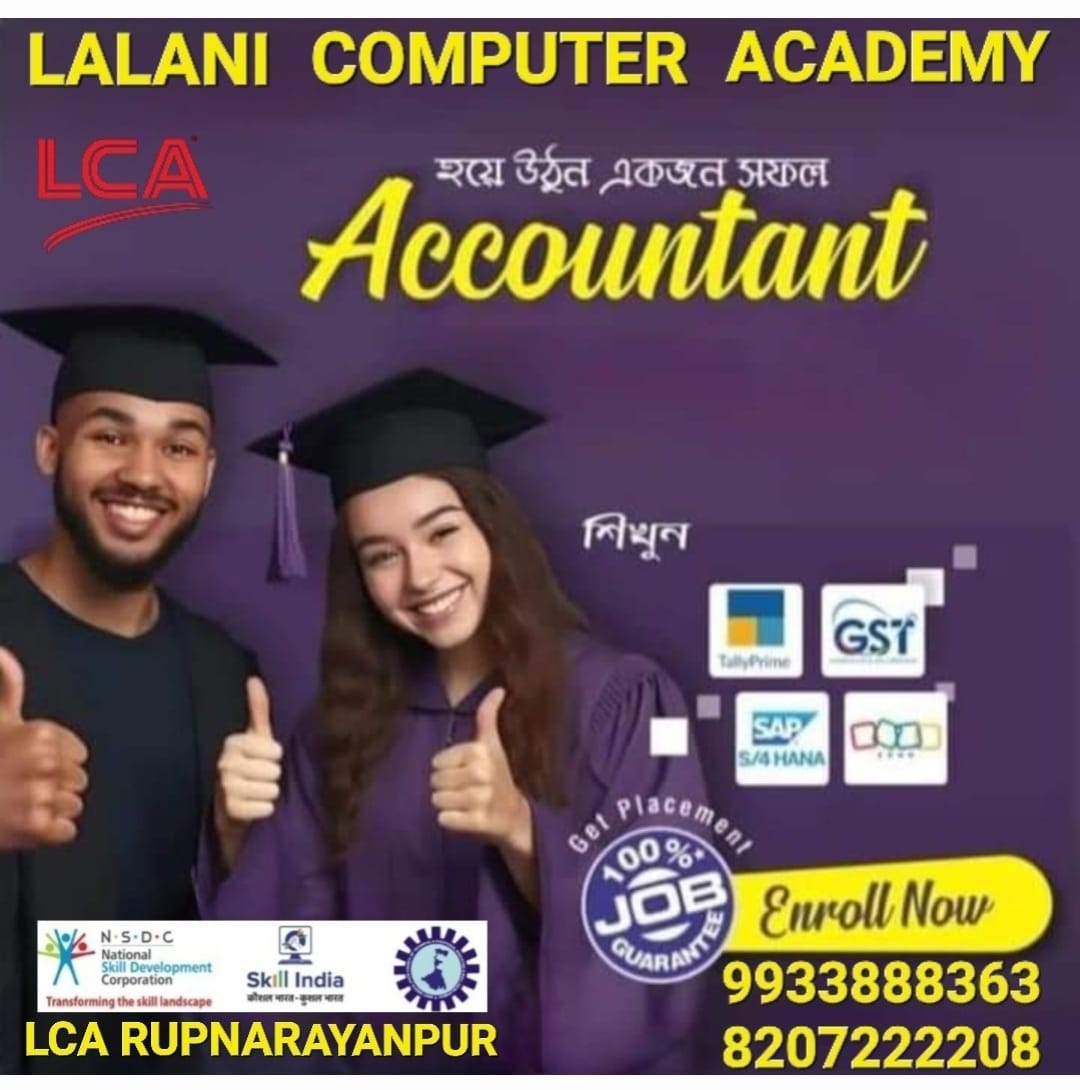 LALANI COMPUTER ACADEMY
LCA
হয়ে উঠুন একজন সফল
Accountant
শিখুন
TallyPrime
GST
SAP
S/4 HANA
Get Placement
100%*
JOB
GUARANTEE
Enroll Now
9933888363
8207222208
N·S·D·C
National
Skill Development
Corporation
Transforming the skill landscape
Skill India
कौशल भारत-कुशल भारत
LCA RUPNARAYANPUR